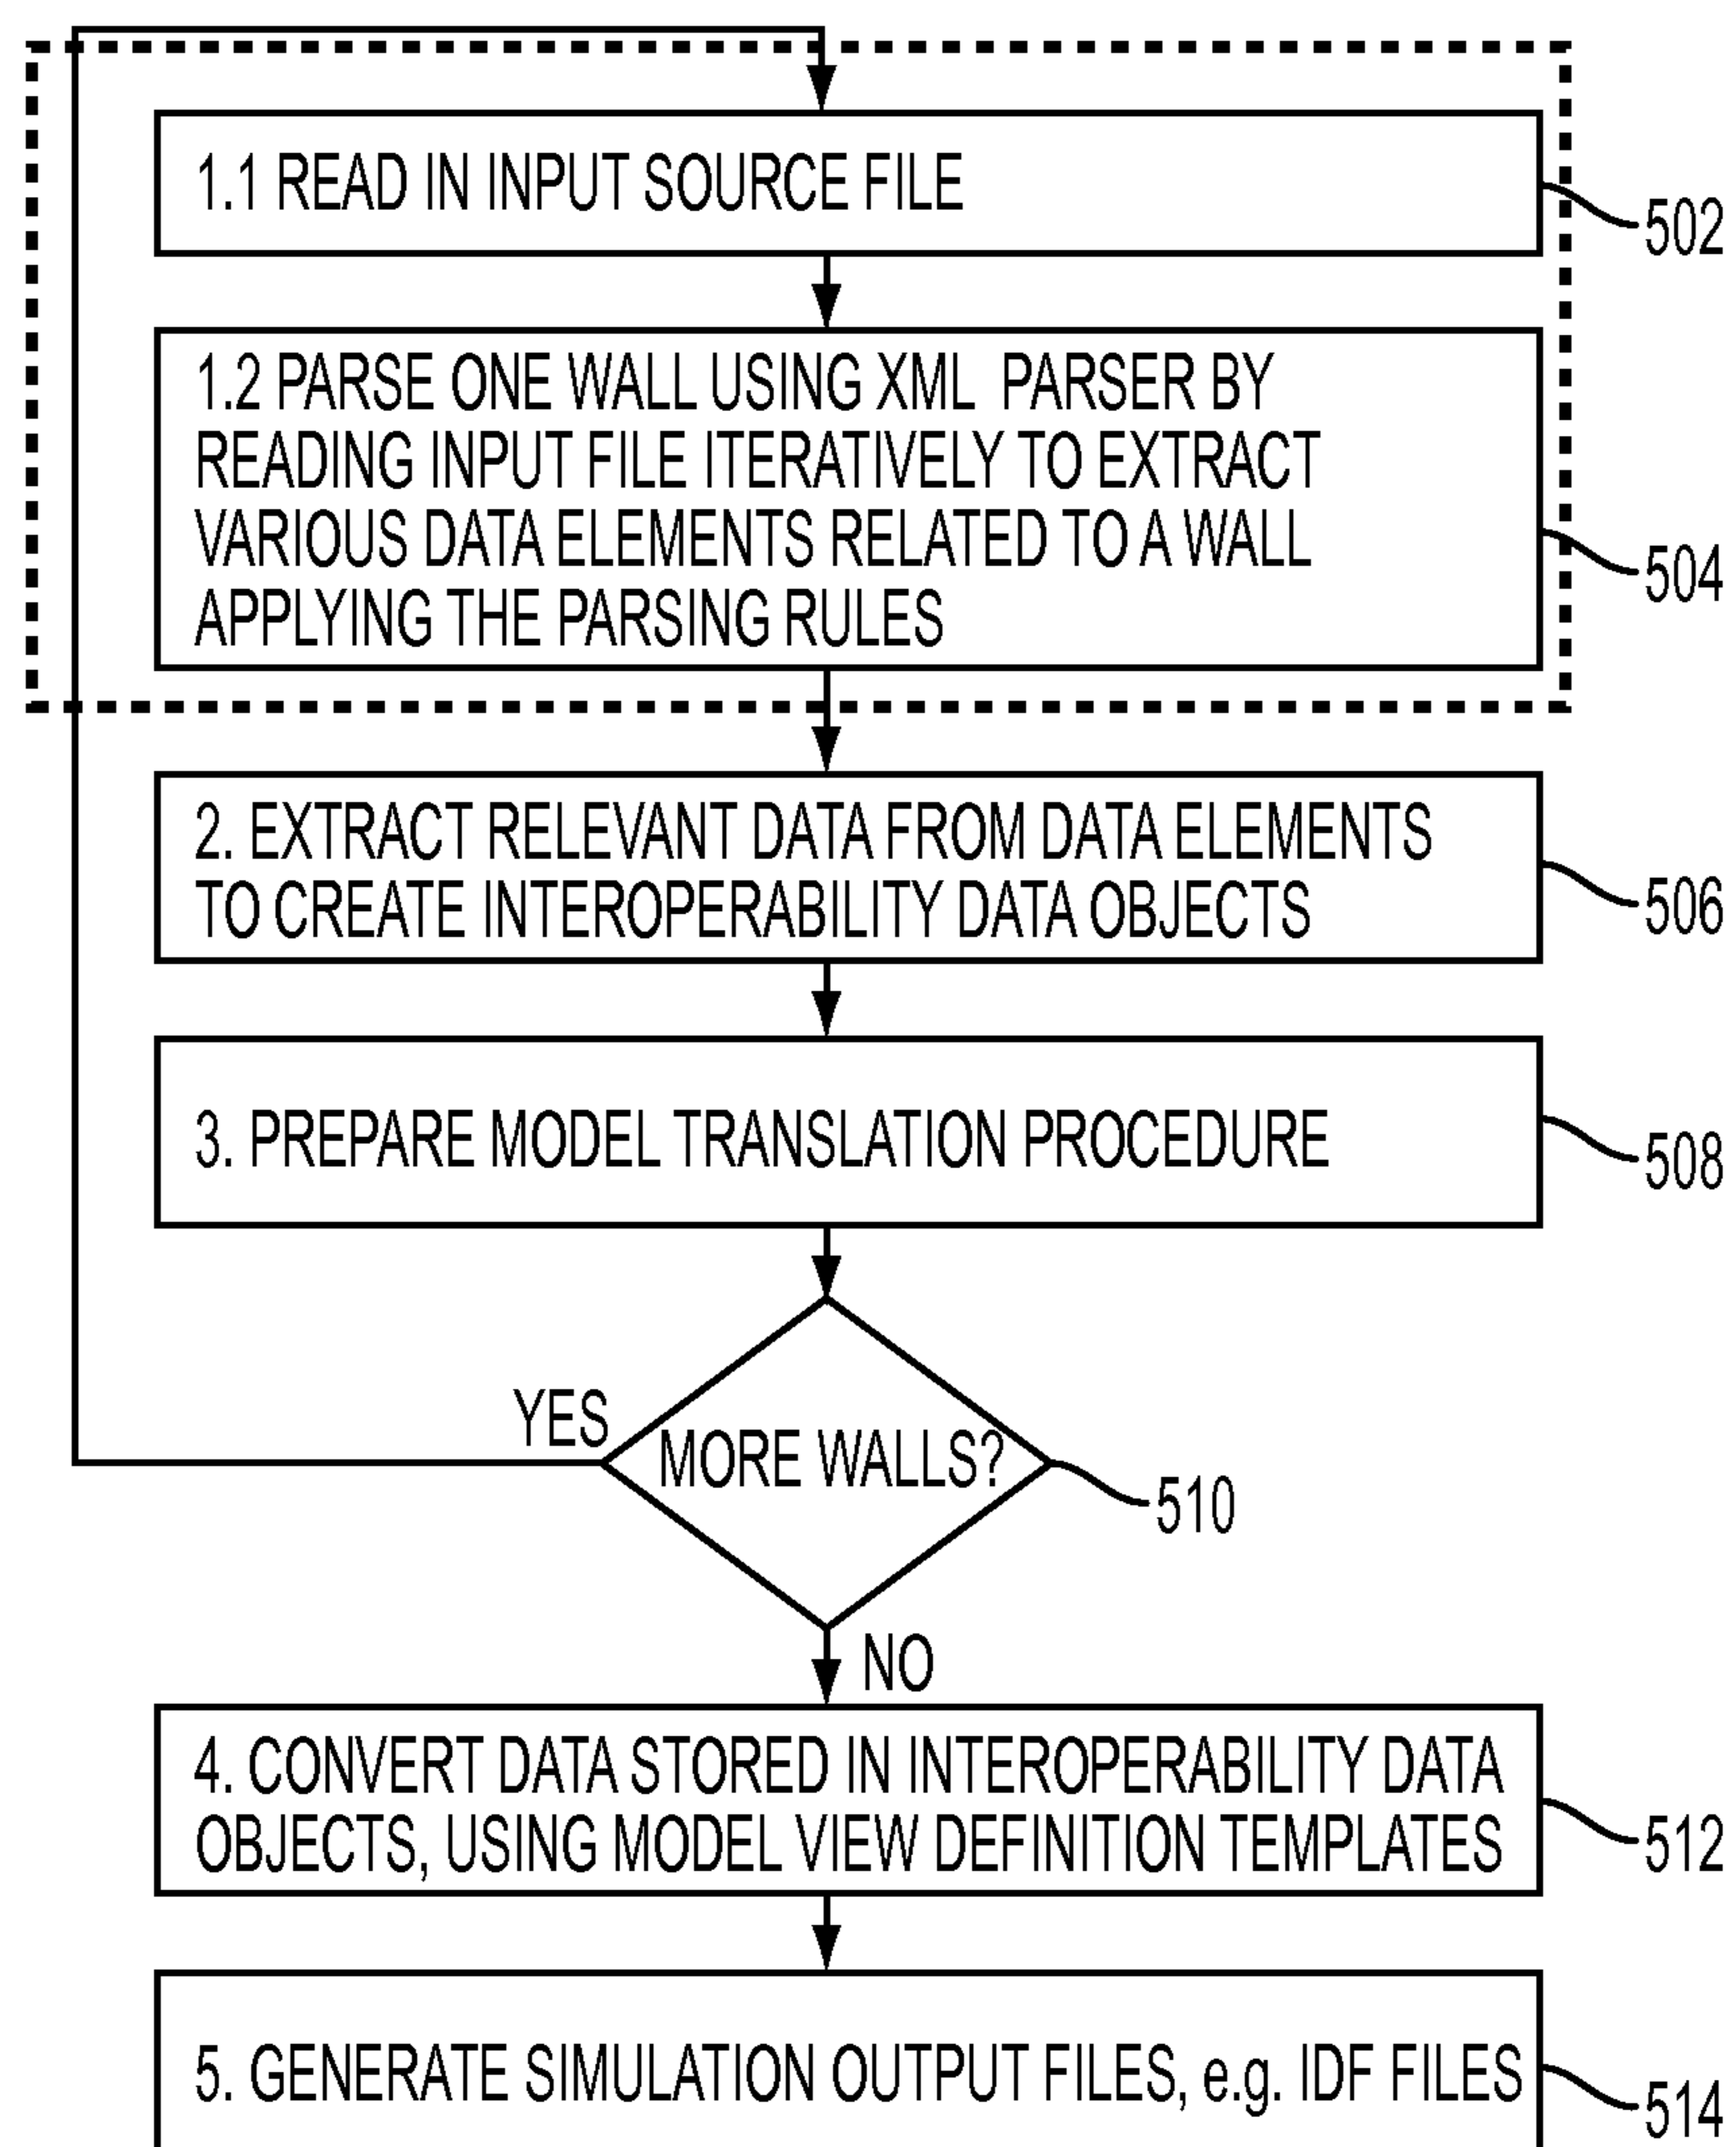 1.1 READ IN INPUT SOURCE FILE
502
1.2 PARSE ONE WALL USING XML PARSER BY
READING INPUT FILE ITERATIVELY TO EXTRACT
VARIOUS DATA ELEMENTS RELATED TO A WALL
APPLYING THE PARSING RULES
504
2. EXTRACT RELEVANT DATA FROM DATA ELEMENTS
TO CREATE INTEROPERABILITY DATA OBJECTS
506
3. PREPARE MODEL TRANSLATION PROCEDURE
508
YES
MORE WALLS?
510
NO
4. CONVERT DATA STORED IN INTEROPERABILITY DATA
OBJECTS, USING MODEL VIEW DEFINITION TEMPLATES
512
5. GENERATE SIMULATION OUTPUT FILES, e.g. IDF FILES
514